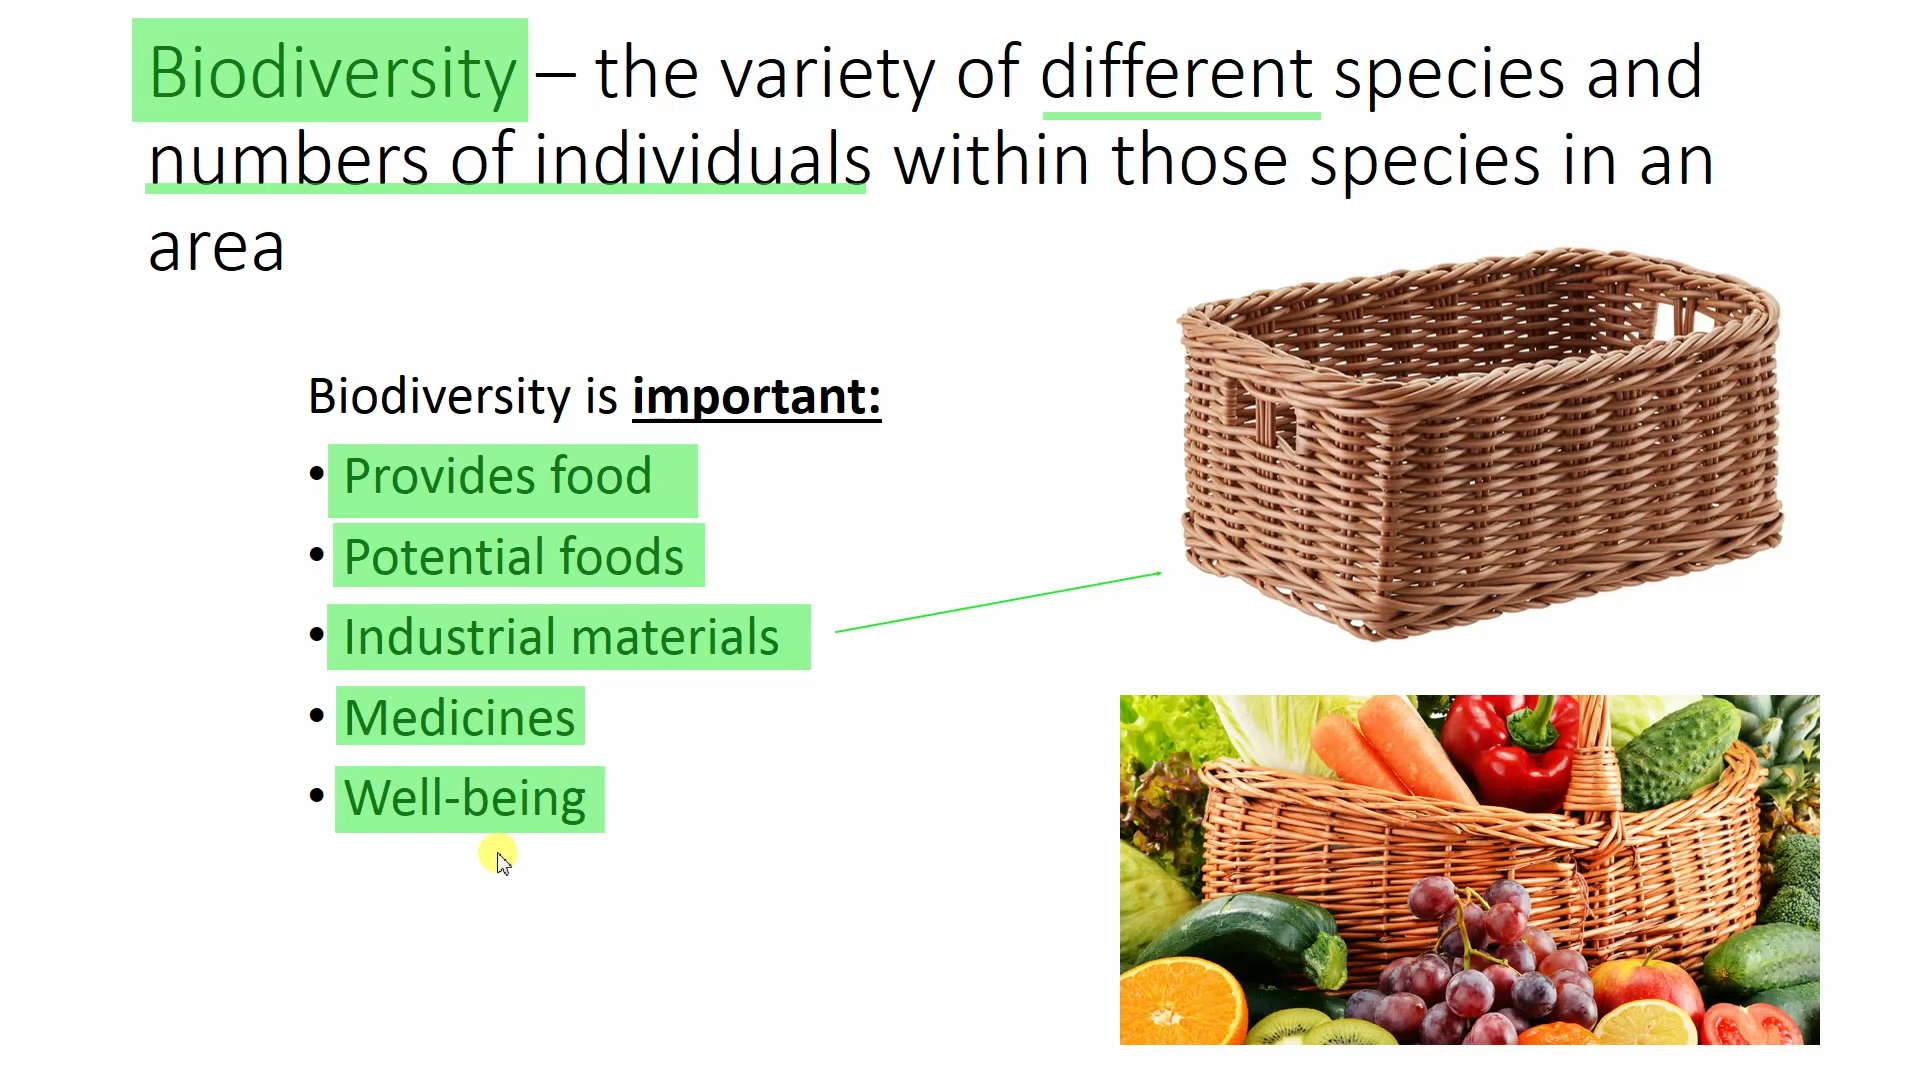 Biodiversity – the variety of different species and
numbers of individuals within those species in an
area
Biodiversity is important:
• Provides food
• Potential foods
• Industrial materials
• Medicines
• Well-being